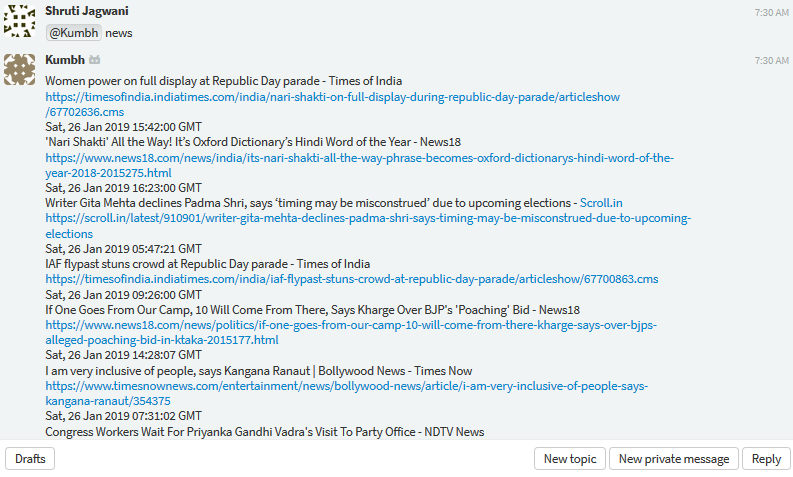 Shruti Jagwani
7:30 AM
@Kumbh news
Kumbh
7:30 AM
Women power on full display at Republic Day parade - Times of India
https://timesofindia.indiatimes.com/india/nari-shakti-on-full-display-during-republic-day-parade/articleshow
/67702636.cms
Sat, 26 Jan 2019 15:42:00 GMT
'Nari Shakti' All the Way! It’s Oxford Dictionary’s Hindi Word of the Year - News18
https://www.news18.com/news/india/its-nari-shakti-all-the-way-phrase-becomes-oxford-dictionarys-hindi-word-of-the-
year-2018-2015275.html
Sat, 26 Jan 2019 16:23:00 GMT
Writer Gita Mehta declines Padma Shri, says ‘timing may be misconstrued’ due to upcoming elections - Scroll.in
https://scroll.in/latest/910901/writer-gita-mehta-declines-padma-shri-says-timing-may-be-misconstrued-due-to-upcoming-
elections
Sat, 26 Jan 2019 05:47:21 GMT
IAF flypast stuns crowd at Republic Day parade - Times of India
https://timesofindia.indiatimes.com/india/iaf-flypast-stuns-crowd-at-republic-day-parade/articleshow/67700863.cms
Sat, 26 Jan 2019 09:26:00 GMT
If One Goes From Our Camp, 10 Will Come From There, Says Kharge Over BJP's 'Poaching' Bid - News18
https://www.news18.com/news/politics/if-one-goes-from-our-camp-10-will-come-from-there-kharge-says-over-bjps-
alleged-poaching-bid-in-ktaka-2015177.html
Sat, 26 Jan 2019 14:28:07 GMT
I am very inclusive of people, says Kangana Ranaut | Bollywood News - Times Now
https://www.timesnownews.com/entertainment/news/bollywood-news/article/i-am-very-inclusive-of-people-says-
kangana-ranaut/354375
Sat, 26 Jan 2019 07:31:02 GMT
Congress Workers Wait For Priyanka Gandhi Vadra's Visit To Party Office - NDTV News
Drafts
New topic
New private message
Reply